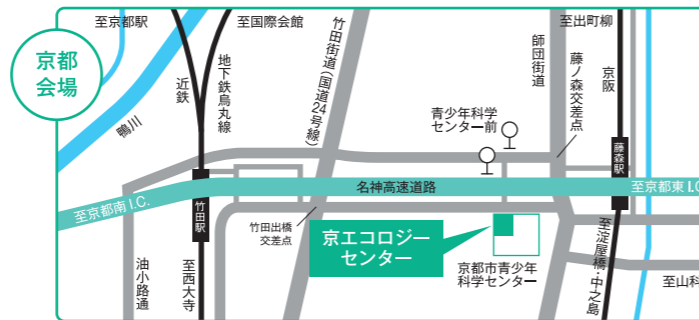 京都
会場
至京都駅
至国際会館
至出町柳
近鉄
地下鉄烏丸線
竹田街道(国道24号線)
師団街道
藤ノ森交差点
京阪
鴨川
青少年科学
センター前
藤森駅
名神高速道路
至京都南I.C.
至京都東I.C
竹田駅
竹田出橋
交差点
京エコロジー
センター
京都市青少年
科学センター
油小路通
至西大寺
至淀屋橋・中之島
至山科